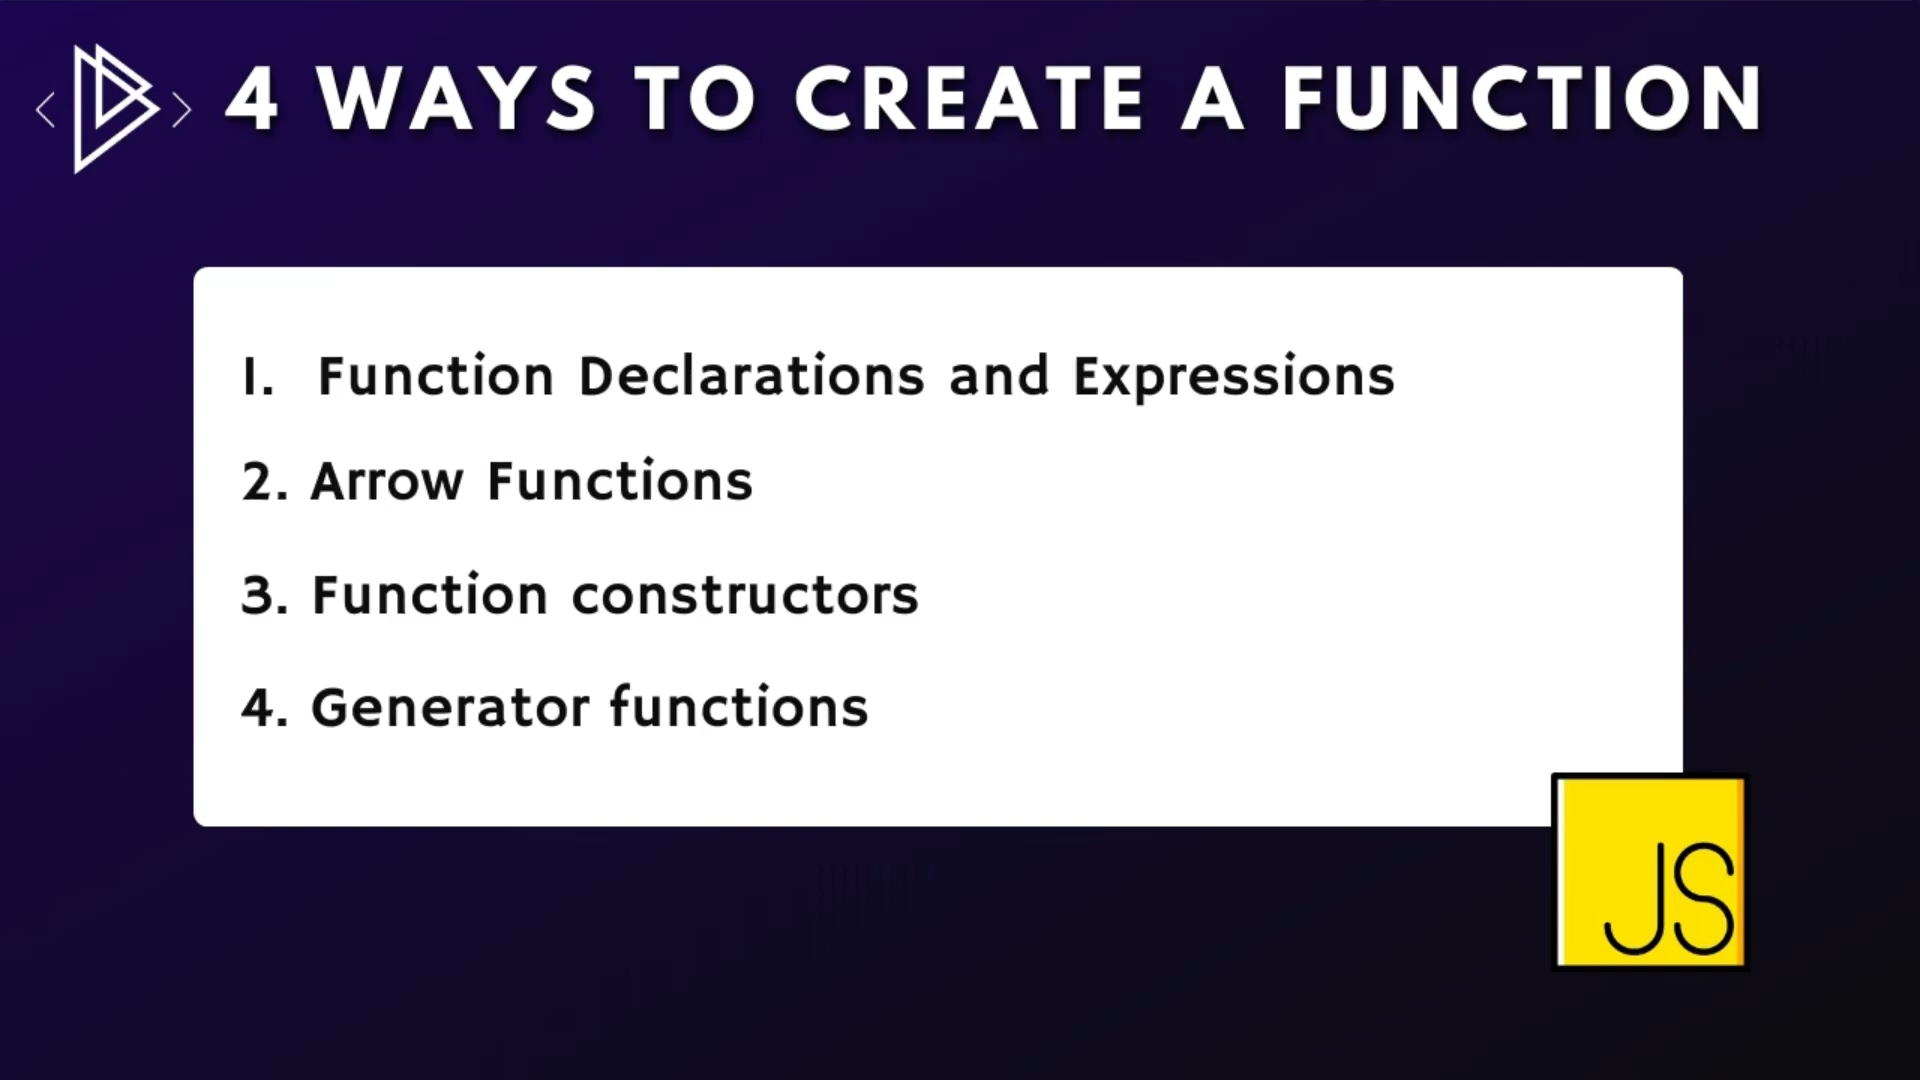 4 WAYS TO CREATE A FUNCTION
1. Function Declarations and Expressions
2. Arrow Functions
3. Function constructors
4. Generator functions
JS